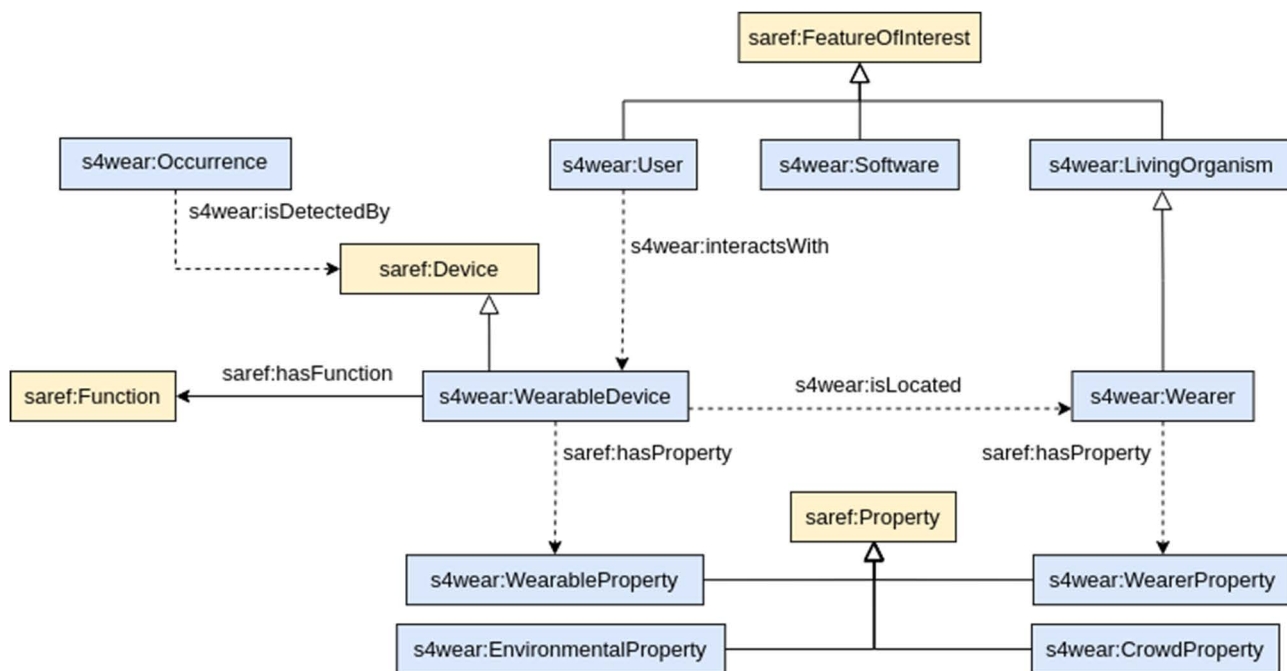 saref:FeatureOfInterest
s4wear:Occurrence
s4wear:User
s4wear:Software
s4wear:LivingOrganism
s4wear:isDetectedBy
s4wear:interactsWith
saref:Device
saref:hasFunction
s4wear:isLocated
saref:Function
s4wear:WearableDevice
s4wear:Wearer
saref:hasProperty
saref:hasProperty
saref:Property
s4wear:WearableProperty
s4wear:WearerProperty
s4wear:EnvironmentalProperty
s4wear:CrowdProperty